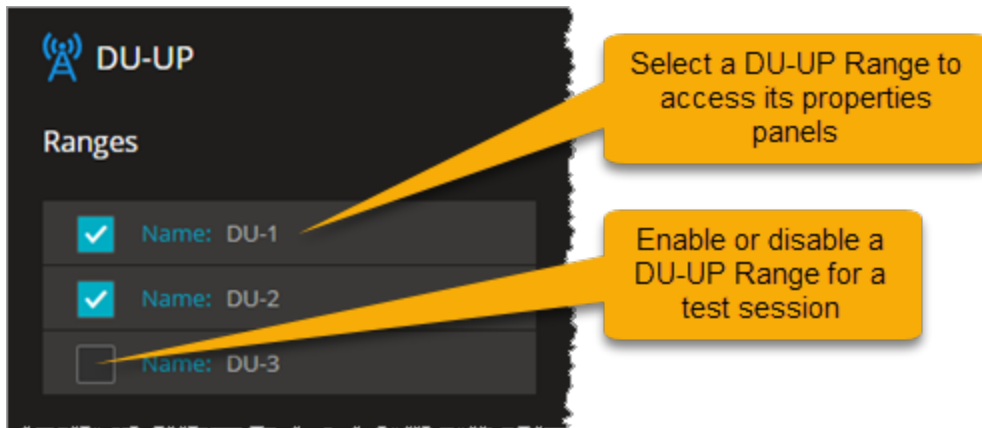 DU-UP
Ranges
Name: DU-1
Name: DU-2
Name: DU-3
Select a DU-UP Range to
access its properties
panels
Enable or disable a
DU-UP Range for a
test session